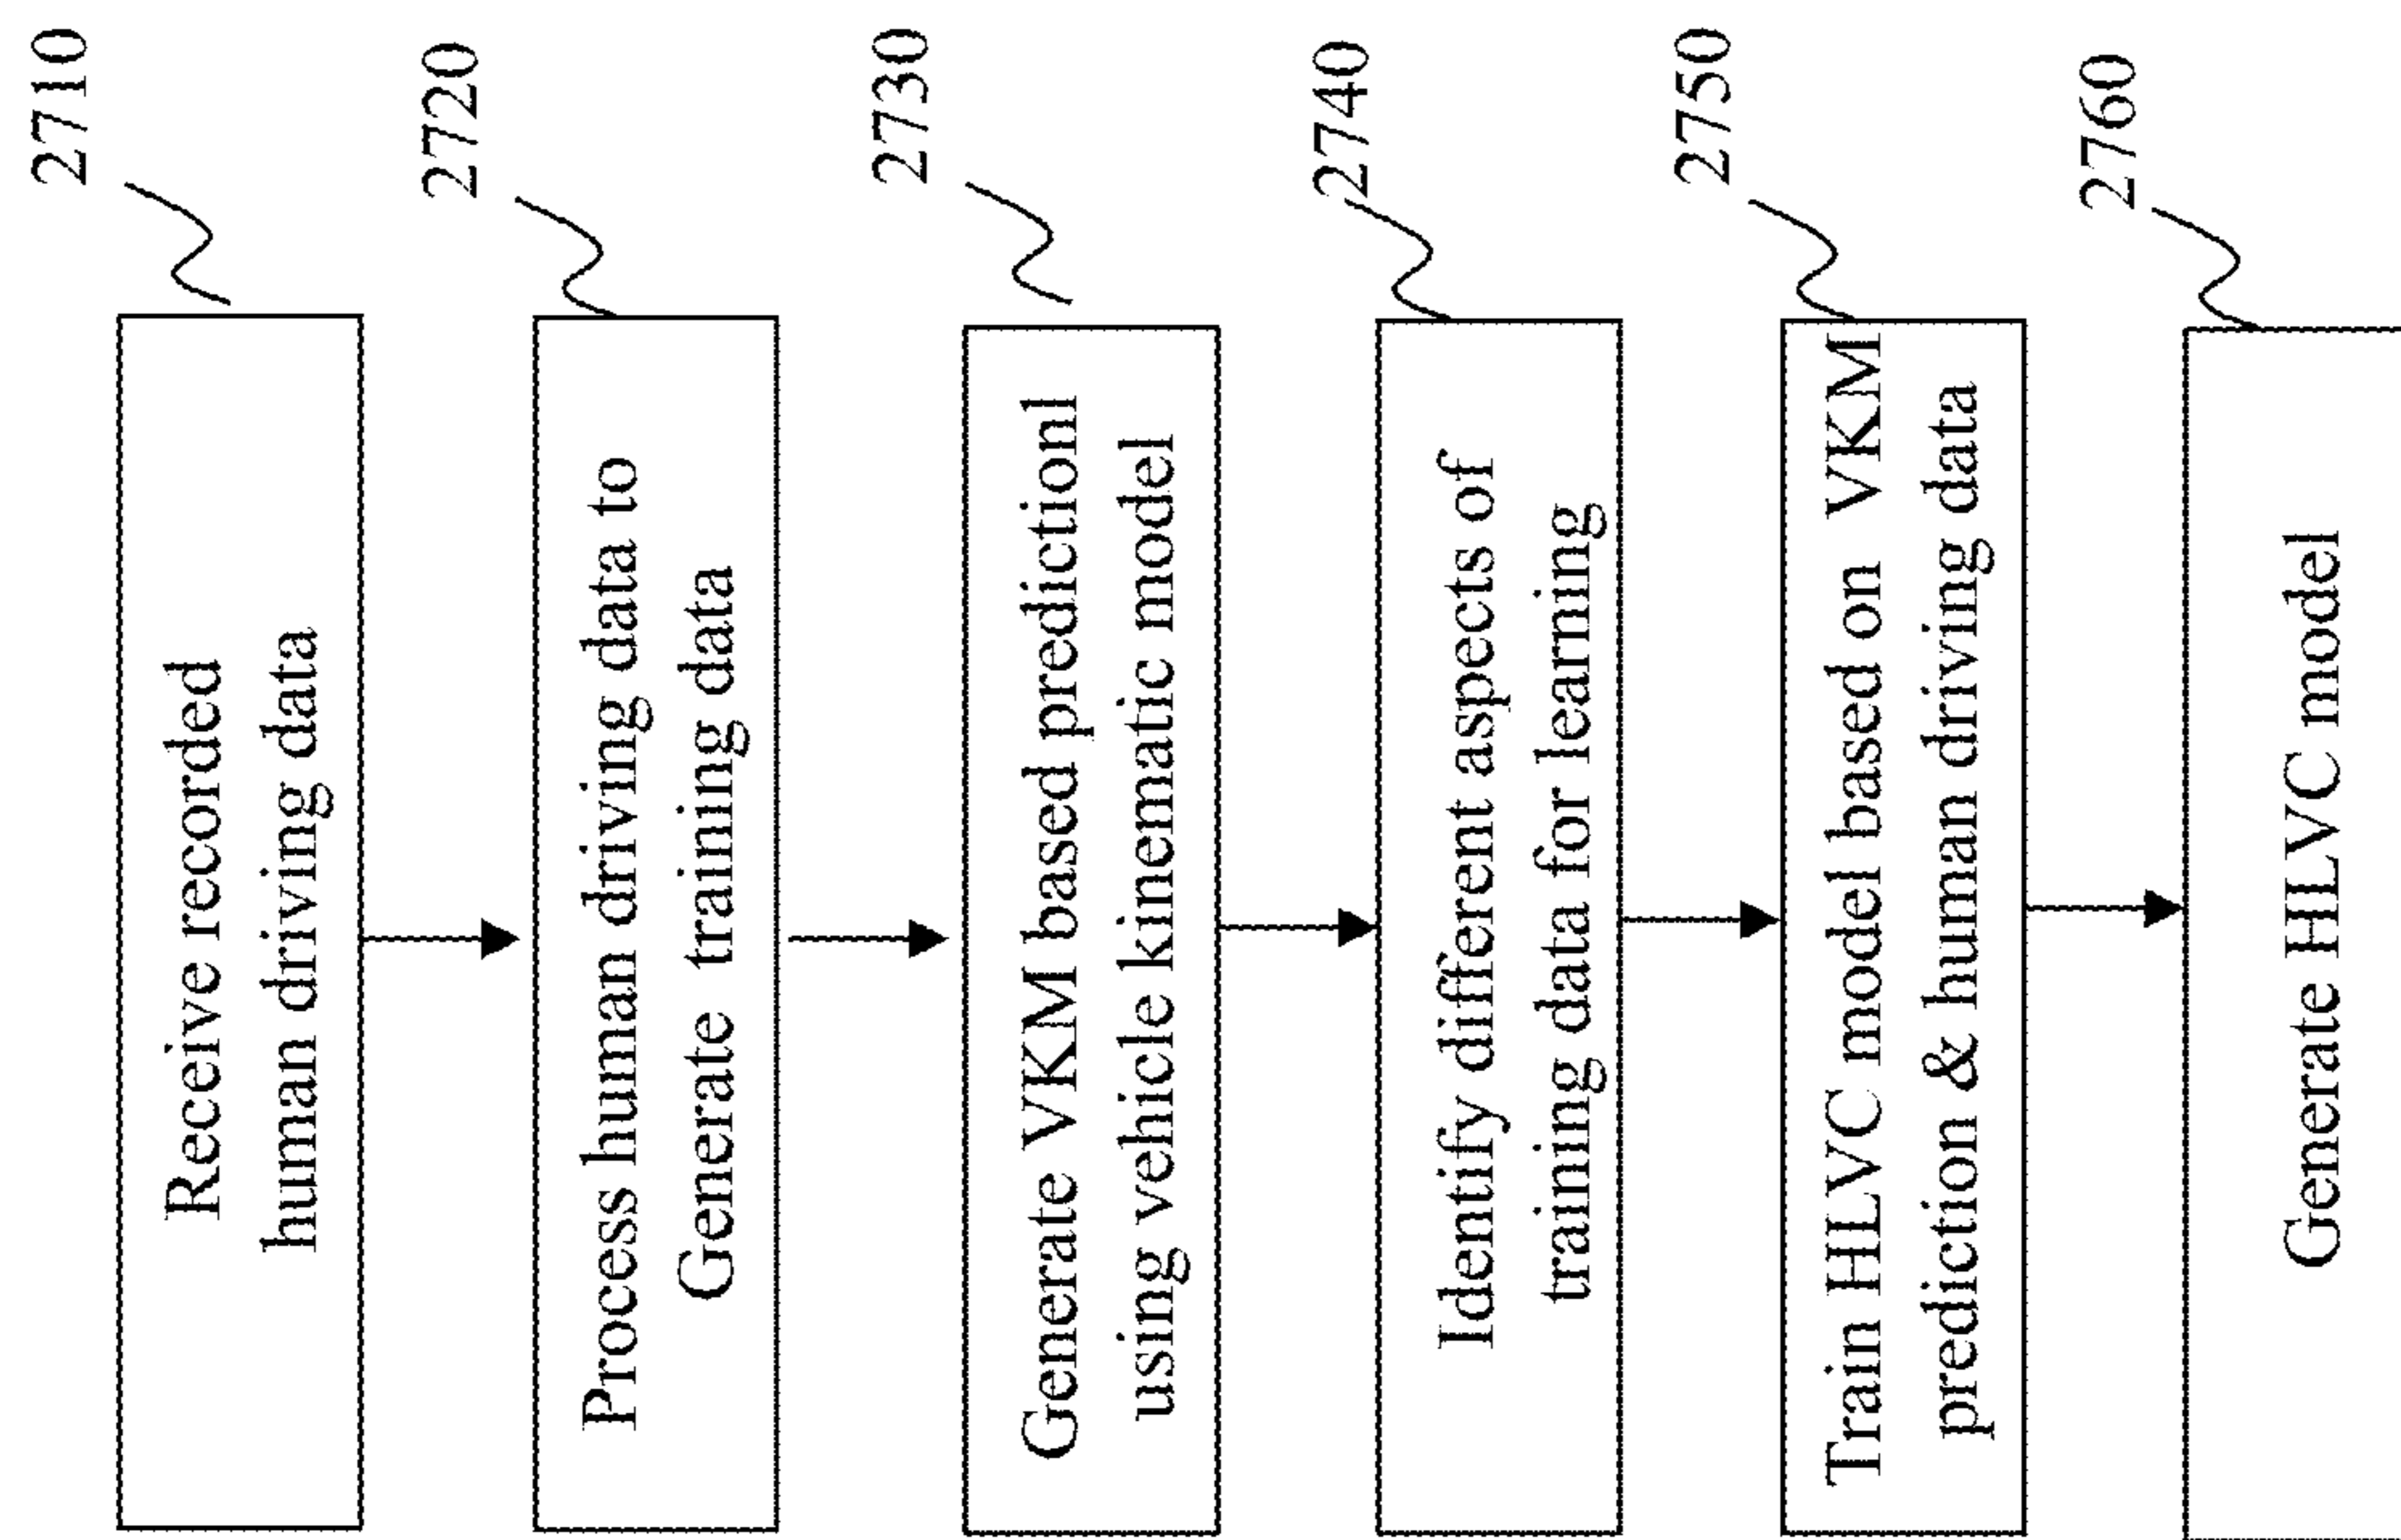 2710
Receive recorded
human driving data
2720
Process human driving data to
Generate training data
2730
Generate VKM based predictionl
using vehicle kinematic model
2740
Identify different aspects of
training data for learning
2750
Train HLVC model based on VKM
prediction & human driving data
2760
Generate HLVC model